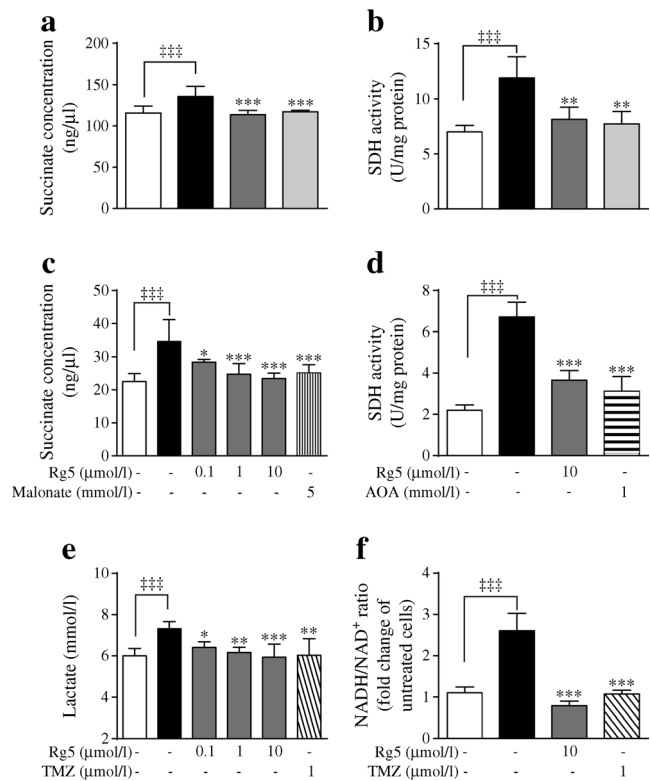 a
Succinate concentration
(ng/µl)
200
150
100
50
0
‡‡‡
***
***
b
SDH activity
(U/mg protein)
15
10
5
0
‡‡‡
**
**
c
Succinate concentration
(ng/µl)
50
40
30
20
10
0
‡‡‡
*
***
***
***
Rg5 (µmol/l) - - 0.1 1 10 -
Malonate (mmol/l) - - - - - 5
d
SDH activity
(U/mg protein)
8
6
4
2
0
‡‡‡
***
***
Rg5 (µmol/l) - - 10 -
AOA (mmol/l) - - - 1
e
Lactate (mmol/l)
10
8
6
4
2
‡‡‡
*
**
***
**
Rg5 (µmol/l) - - 0.1 1 10 -
TMZ (µmol/l) - - - - - 1
f
NADH/NAD⁺ ratio
(fold change of
untreated cells)
4
3
2
1
0
‡‡‡
***
***
Rg5 (µmol/l) - - 10 -
TMZ (µmol/l) - - - 1